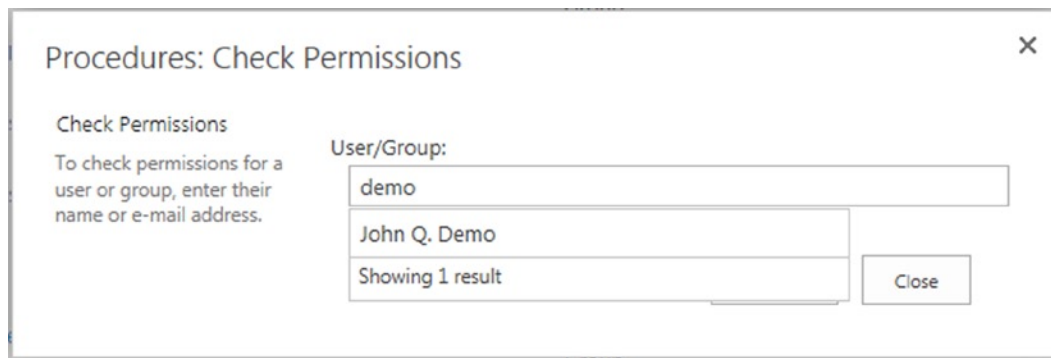 Procedures: Check Permissions
Check Permissions
To check permissions for a
user or group, enter their
name or e-mail address.
User/Group:
demo
John Q. Demo
Showing 1 result
Close